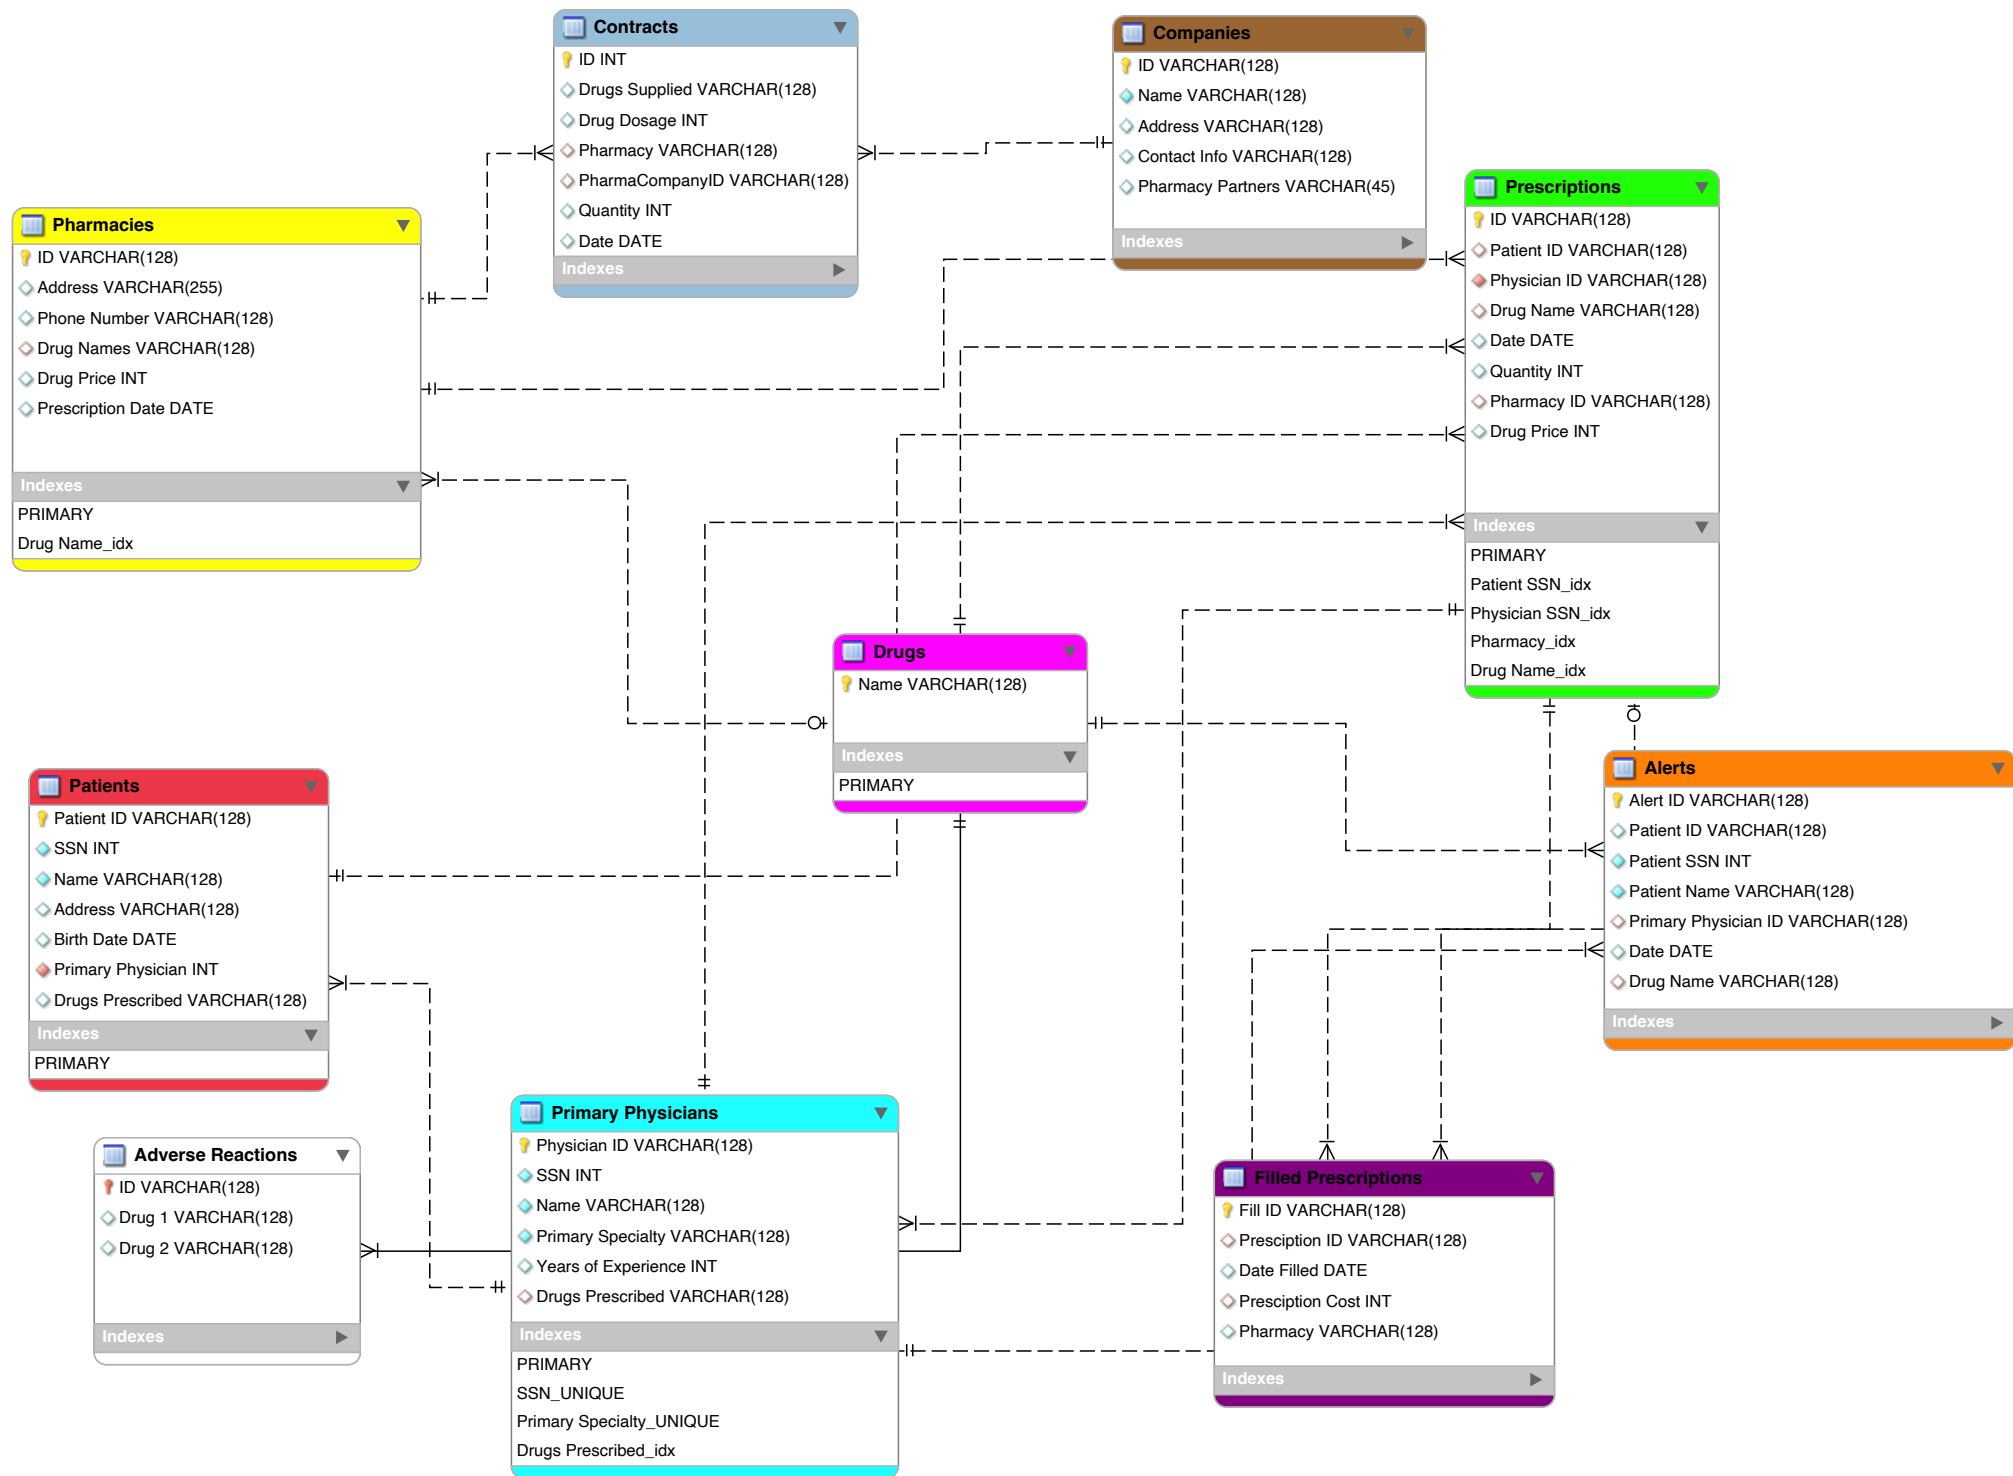 Contracts
ID INT
Drugs Supplied VARCHAR(128)
Drug Dosage INT
Pharmacy VARCHAR(128)
PharmaCompanyID VARCHAR(128)
Quantity INT
Date DATE
Indexes
Companies
ID VARCHAR(128)
Name VARCHAR(128)
Address VARCHAR(128)
Contact Info VARCHAR(128)
Pharmacy Partners VARCHAR(45)
Indexes
Prescriptions
ID VARCHAR(128)
Patient ID VARCHAR(128)
Physician ID VARCHAR(128)
Drug Name VARCHAR(128)
Date DATE
Quantity INT
Pharmacy ID VARCHAR(128)
Drug Price INT
Indexes
PRIMARY
Patient SSN_idx
Physician SSN_idx
Pharmacy_idx
Drug Name_idx
Pharmacies
ID VARCHAR(128)
Address VARCHAR(255)
Phone Number VARCHAR(128)
Drug Names VARCHAR(128)
Drug Price INT
Prescription Date DATE
Indexes
PRIMARY
Drug Name_idx
Drugs
Name VARCHAR(128)
Indexes
PRIMARY
Patients
Patient ID VARCHAR(128)
SSN INT
Name VARCHAR(128)
Address VARCHAR(128)
Birth Date DATE
Primary Physician INT
Drugs Prescribed VARCHAR(128)
Indexes
PRIMARY
Alerts
Alert ID VARCHAR(128)
Patient ID VARCHAR(128)
Patient SSN INT
Patient Name VARCHAR(128)
Primary Physician ID VARCHAR(128)
Date DATE
Drug Name VARCHAR(128)
Indexes
Adverse Reactions
ID VARCHAR(128)
Drug 1 VARCHAR(128)
Drug 2 VARCHAR(128)
Indexes
Primary Physicians
Physician ID VARCHAR(128)
SSN INT
Name VARCHAR(128)
Primary Specialty VARCHAR(128)
Years of Experience INT
Drugs Prescribed VARCHAR(128)
Indexes
PRIMARY
SSN_UNIQUE
Primary Specialty_UNIQUE
Drugs Prescribed_idx
Filled Prescriptions
Fill ID VARCHAR(128)
Presciption ID VARCHAR(128)
Date Filled DATE
Presciption Cost INT
Pharmacy VARCHAR(128)
Indexes